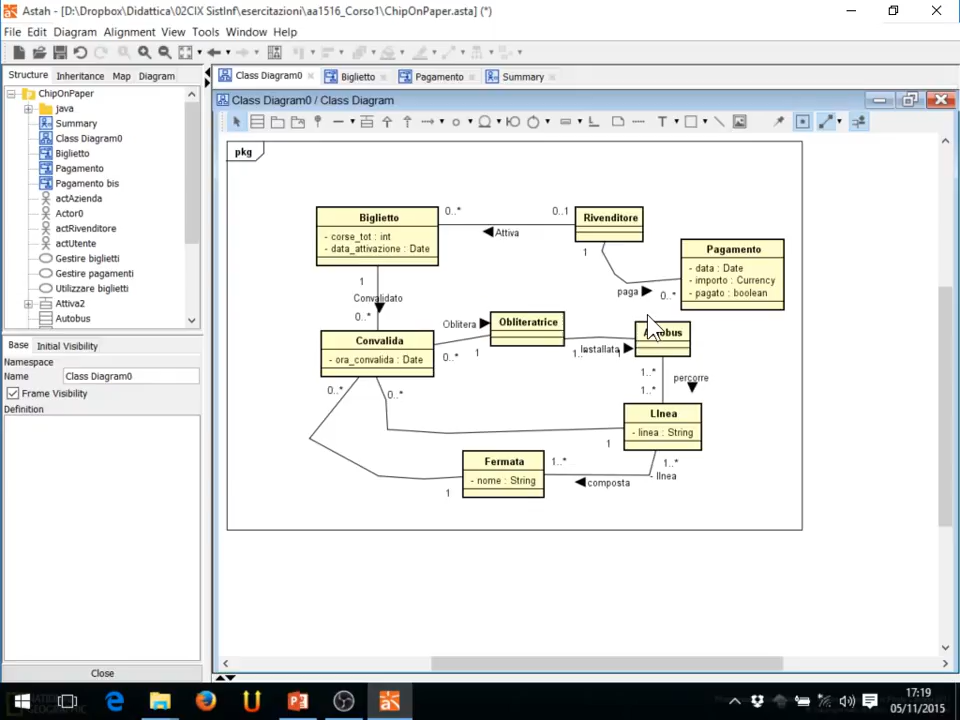 Astah - [D:\Dropbox\Didattica\02CIX SistInf\esercitazioni\aa1516_Corso1\ChipOnPaper.asta] (*)
File Edit Diagram Alignment View Tools Window Help
Structure Inheritance Map Diagram
Class Diagram0 Biglietto Pagamento Summary
ChipOnPaper
java
Summary
Class Diagram0
Biglietto
Pagamento
Pagamento bis
actAzienda
Actor0
actRivenditore
actUtente
Gestire biglietti
Gestire pagamenti
Utilizzare biglietti
Attiva2
Autobus
Base Initial Visibility
Namespace
Name Class Diagram0
Frame Visibility
Definition
Close
Class Diagram0 / Class Diagram
T
pkg
Biglietto
- corse_tot : int
- data_attivazione : Date
0..* 0..1
Attiva
Rivenditore
1
Pagamento
- data : Date
- importo : Currency
- pagato : boolean
paga 0..*
1
Convalidato
0..*
Convalida
- ora_convalida : Date
Oblitera
0..* 1
Obliteratrice
1..* Installata 1
1..*
percorre
1..*
LInea
- linea : String
0..* 0..*
1
Fermata
- nome : String
1..* 1..*
- lInea
composta
1
17:19
05/11/2015